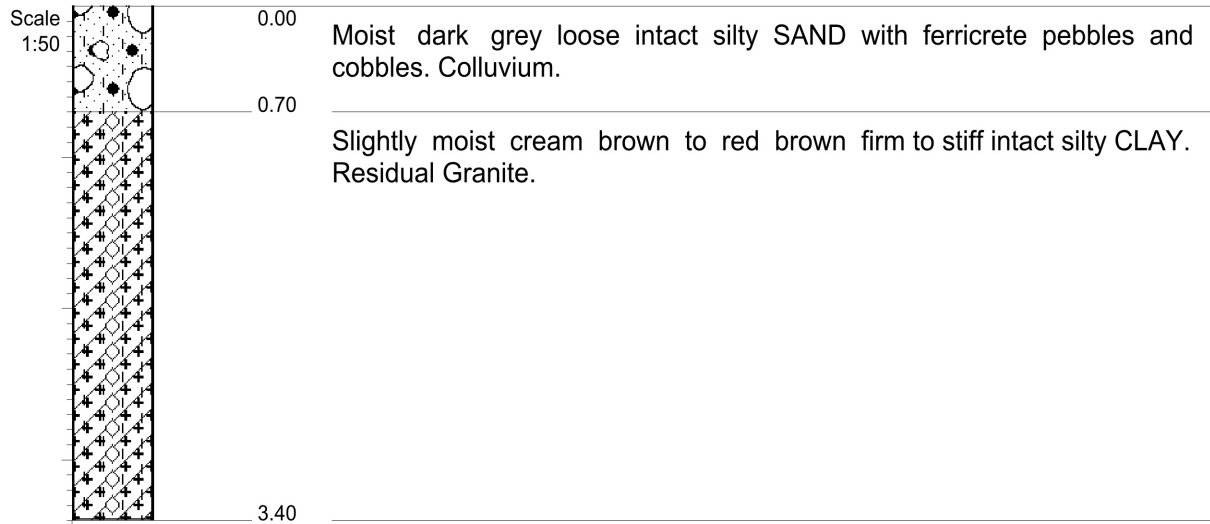 Scale
1:50
0.00
Moist dark grey loose intact silty SAND with ferricrete pebbles and
cobbles. Colluvium.
0.70
Slightly moist cream brown to red brown firm to stiff intact silty CLAY.
Residual Granite.
3.40